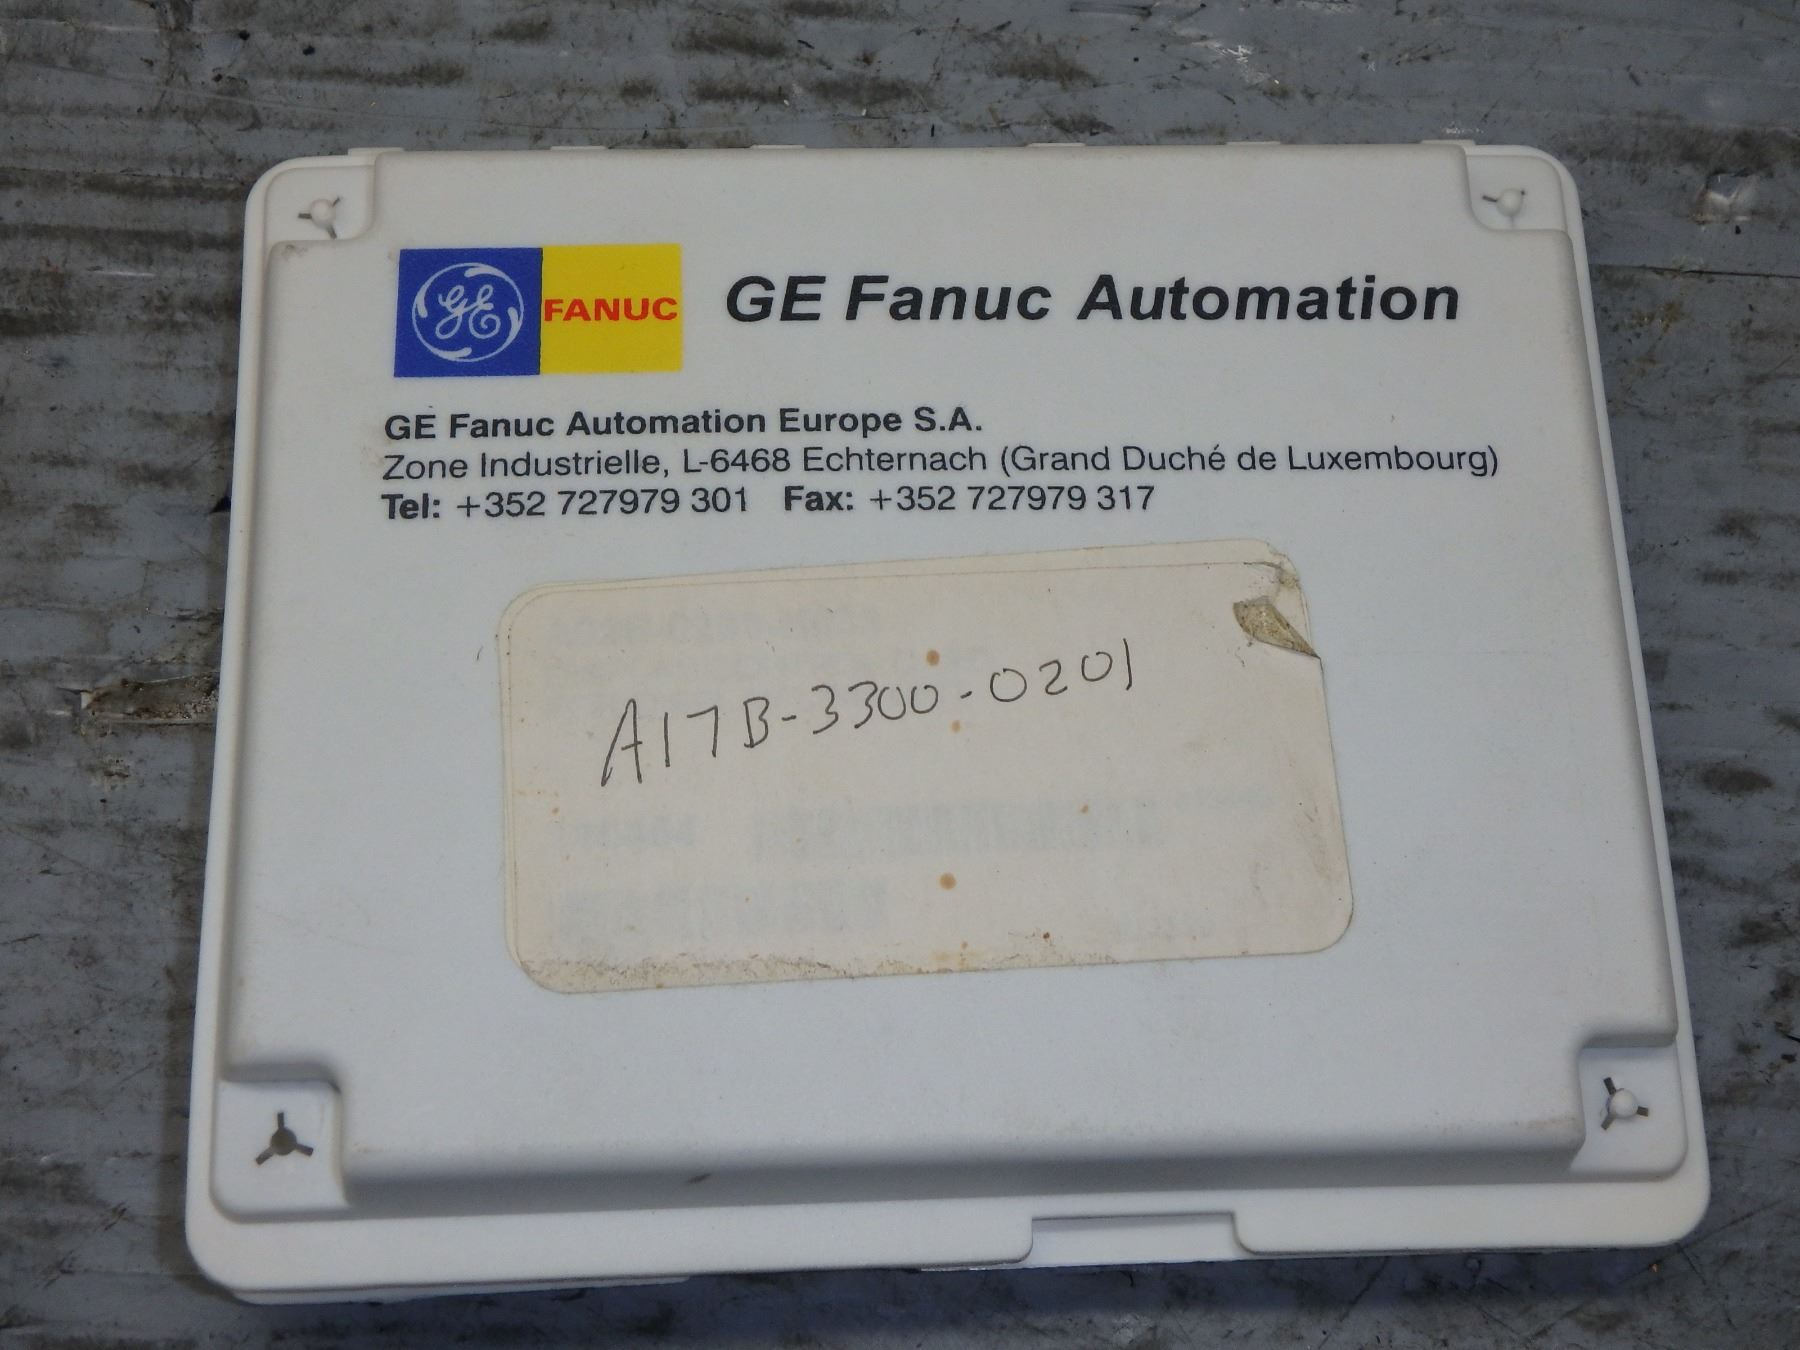 GE FANUC GE Fanuc Automation
GE Fanuc Automation Europe S.A.
Zone Industrielle, L-6468 Echternach (Grand Duché de Luxembourg)
Tel: +352 727979 301 Fax: +352 727979 317
A17B-3300-0201